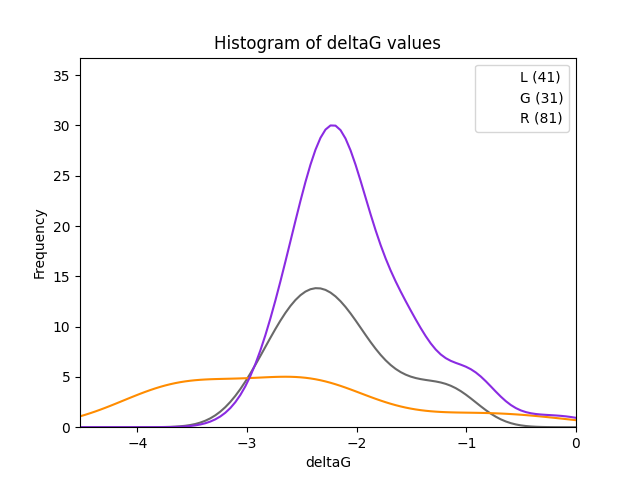 Histogram of deltaG values
L (41)
G (31)
R (81)
Frequency
35
30
25
20
15
10
5
0
−4
−3
−2
−1
0
deltaG